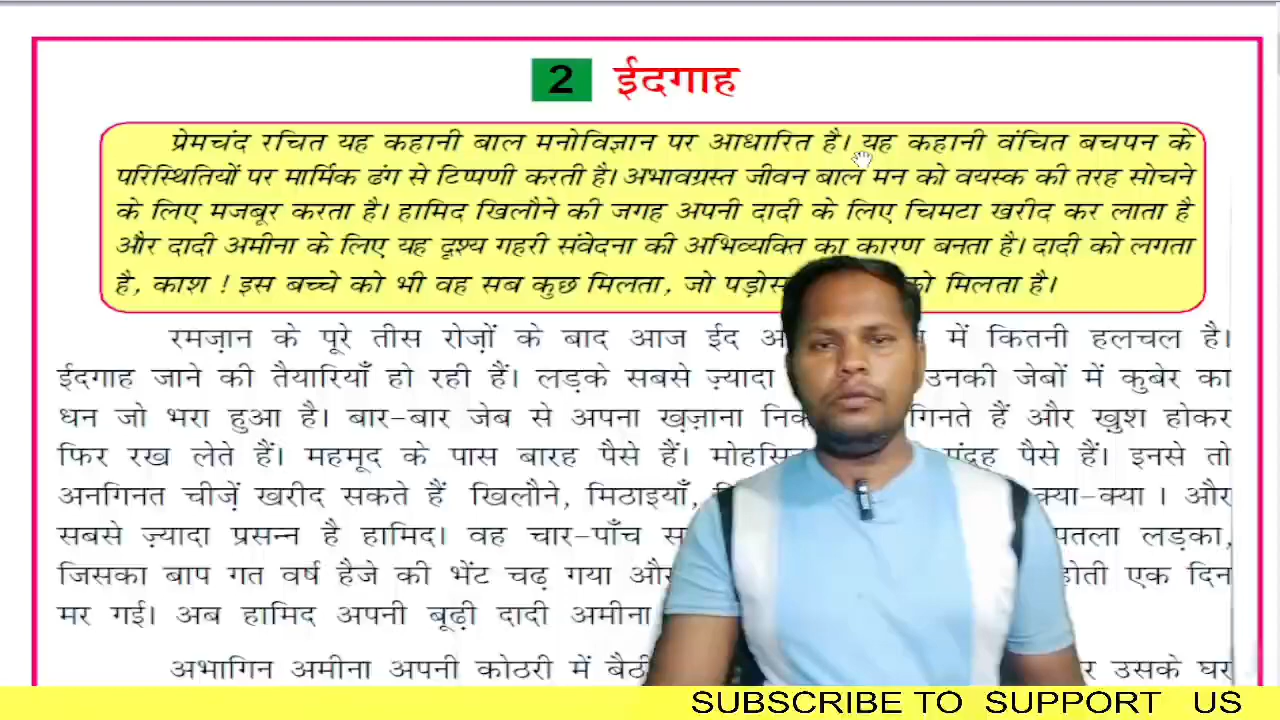 2 ईदगाह
प्रेमचंद रचित यह कहानी बाल मनोविज्ञान पर आधारित है। यह कहानी वंचित बचपन के
परिस्थितियों पर मार्मिक ढंग से टिप्पणी करती है। अभावग्रस्त जीवन बाल मन को वयस्क की तरह सोचने
के लिए मजबूर करता है। हामिद खिलौने की जगह अपनी दादी के लिए चिमटा खरीद कर लाता है
और दादी अमीना के लिए यह दृश्य गहरी संवेदना की अभिव्यक्ति का कारण बनता है। दादी को लगता
है, काश ! इस बच्चे को भी वह सब कुछ मिलता, जो को मिलता है।
रमज़ान के पूरे तीस रोज़ों के बाद आज ईद में कितनी हलचल है।
ईदगाह जाने की तैयारियाँ हो रही हैं। लड़के सबसे ज़्यादा उनकी जेबों में कुबेर का
धन जो भरा हुआ है। बार-बार जेब से अपना खज़ाना गिनते हैं और खुश होकर
फिर रख लेते हैं। महमूद के पास बारह पैसे हैं। पंद्रह पैसे हैं। इनसे तो
अनगिनत चीज़ें खरीद सकते हैं खिलौने, मिठाइयाँ, क्या-क्या । और
सबसे ज़्यादा प्रसन्न है हामिद। वह चार-पाँच पतला लड़का,
जिसका बाप गत वर्ष हैजे की भेंट चढ़ गया होती एक दिन
मर गई। अब हामिद अपनी बूढ़ी दादी अमीना
अभागिन अमीना अपनी कोठरी में उसके घर
SUBSCRIBE TO SUPPORT US